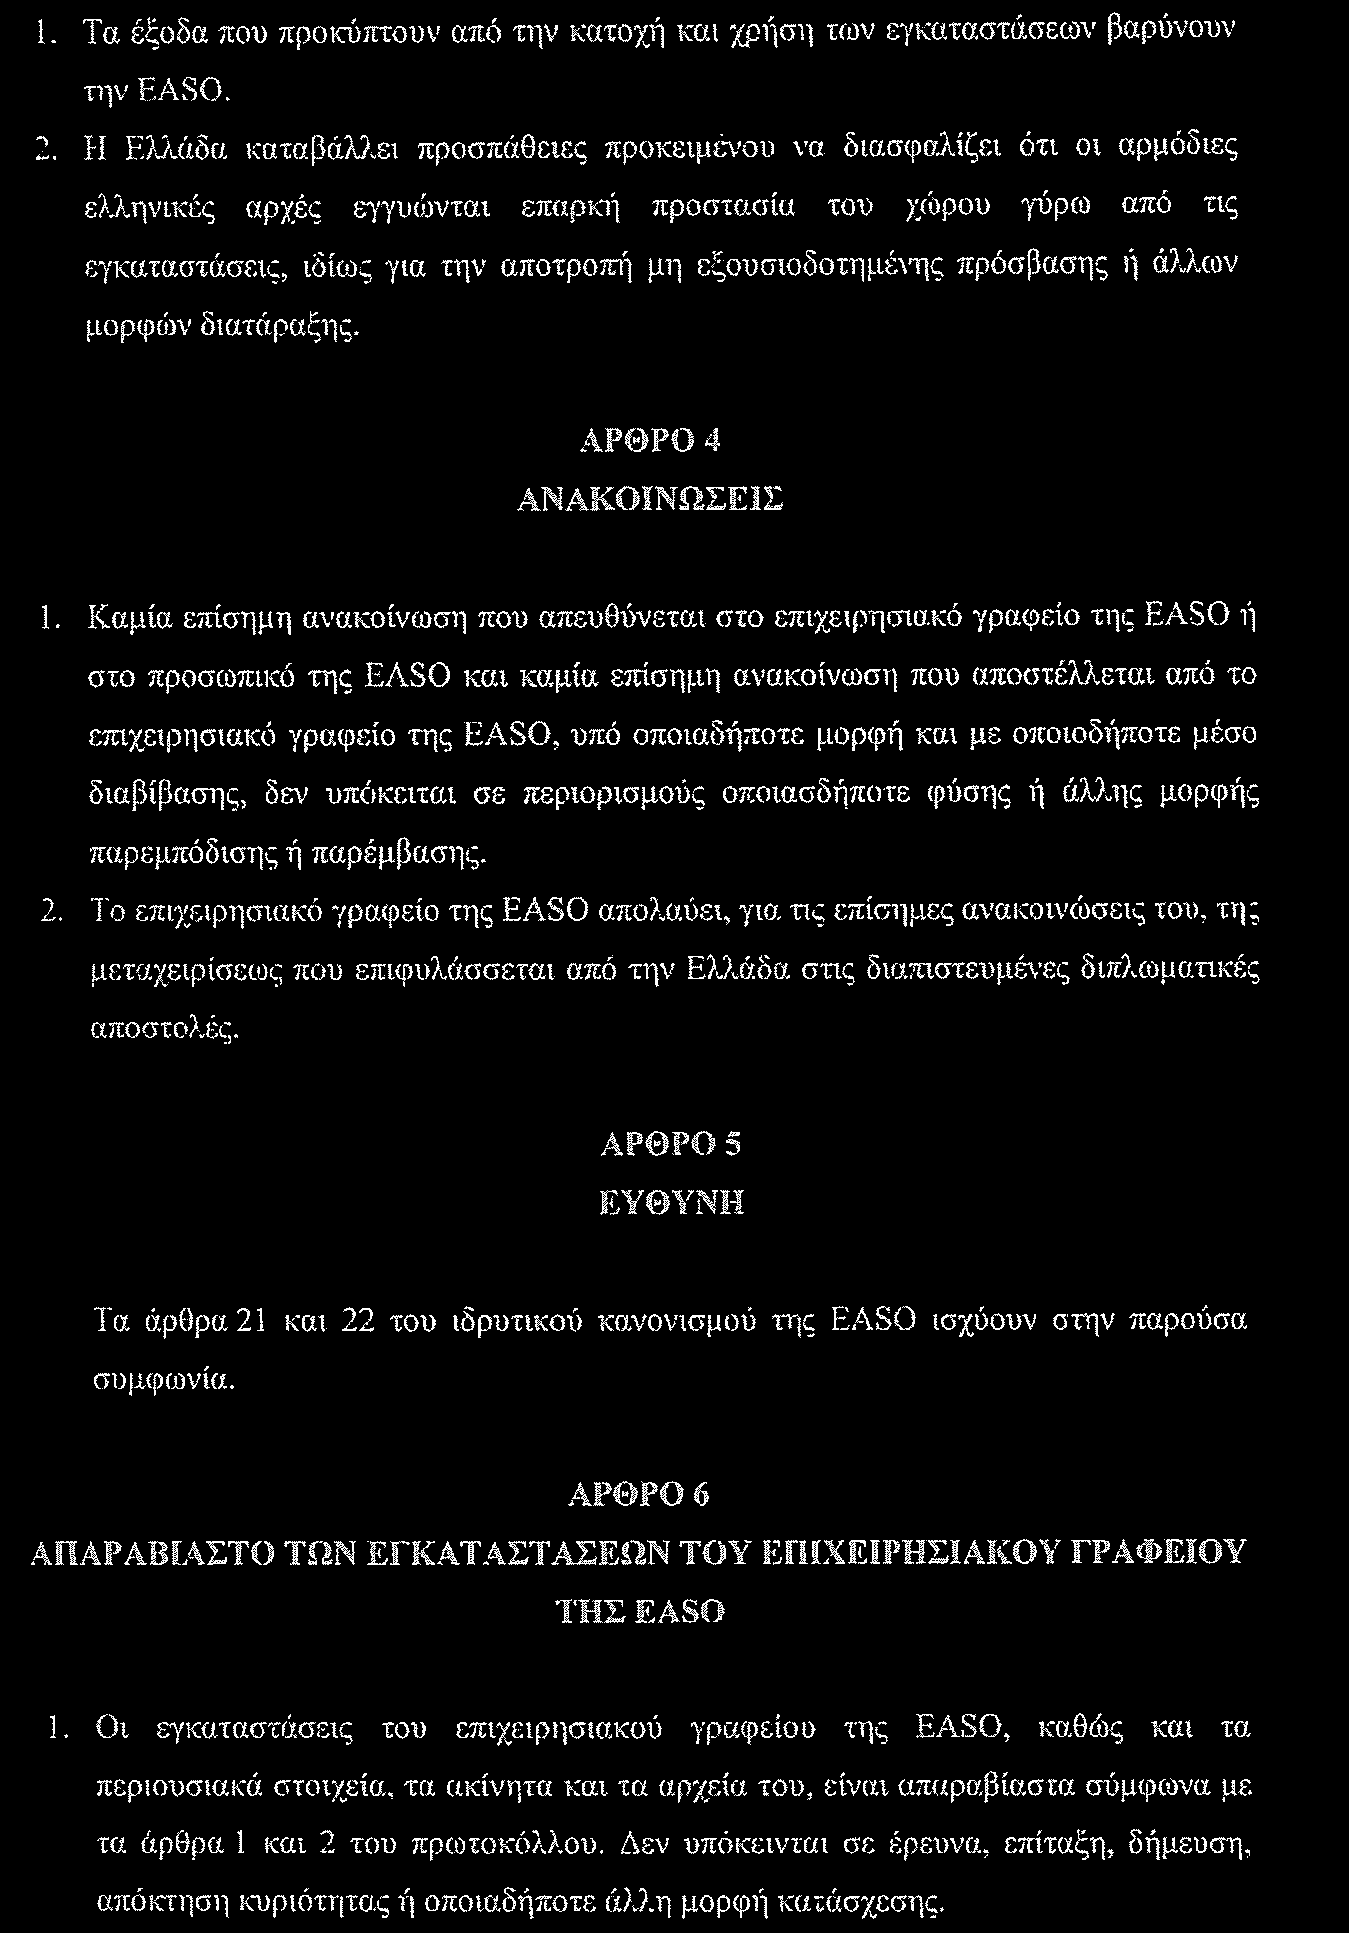 1. Τα έξοδα που προκύπτουν από την κατοχή και χρήση των εγκαταστάσεων βαρύνουν
την EASO.
2. Η Ελλάδα καταβάλλει προσπάθειες προκειμένου να διασφαλίζει ότι οι αρμόδιες
ελληνικές αρχές εγγυώνται επαρκή προστασία του χώρου γύρω από τις
εγκαταστάσεις, ιδίως για την αποτροπή μη εξουσιοδοτημένης πρόσβασης ή άλλων
μορφών διατάραξης.
ΑΡΘΡΟ 4
ΑΝΑΚΟΙΝΩΣΕΙΣ
1. Καμία επίσημη ανακοίνωση που απευθύνεται στο επιχειρησιακό γραφείο της EASO ή
στο προσωπικό της EASO και καμία επίσημη ανακοίνωση που αποστέλλεται από το
επιχειρησιακό γραφείο της EASO, υπό οποιαδήποτε μορφή και με οποιοδήποτε μέσο
διαβίβασης, δεν υπόκειται σε περιορισμούς οποιασδήποτε φύσης ή άλλης μορφής
παρεμπόδισης ή παρέμβασης.
2. Το επιχειρησιακό γραφείο της EASO απολαύει, για τις επίσημες ανακοινώσεις του, της
μεταχειρίσεως που επιφυλάσσεται από την Ελλάδα στις διαπιστευμένες διπλωματικές
αποστολές.
ΑΡΘΡΟ 5
ΕΥΘΥΝΗ
Τα άρθρα 21 και 22 του ιδρυτικού κανονισμού της EASO ισχύουν στην παρούσα
συμφωνία.
ΑΡΘΡΟ 6
ΑΠΑΡΑΒΙΑΣΤΟ ΤΩΝ ΕΓΚΑΤΑΣΤΑΣΕΩΝ ΤΟΥ ΕΠΙΧΕΙΡΗΣΙΑΚΟΥ ΓΡΑΦΕΙΟΥ
ΤΗΣ EASO
1. Οι εγκαταστάσεις του επιχειρησιακού γραφείου της EASO, καθώς και τα
περιουσιακά στοιχεία, τα ακίνητα και τα αρχεία του, είναι απαραβίαστα σύμφωνα με
τα άρθρα 1 και 2 του πρωτοκόλλου. Δεν υπόκεινται σε έρευνα, επίταξη, δήμευση,
απόκτηση κυριότητας ή οποιαδήποτε άλλη μορφή κατάσχεσης.